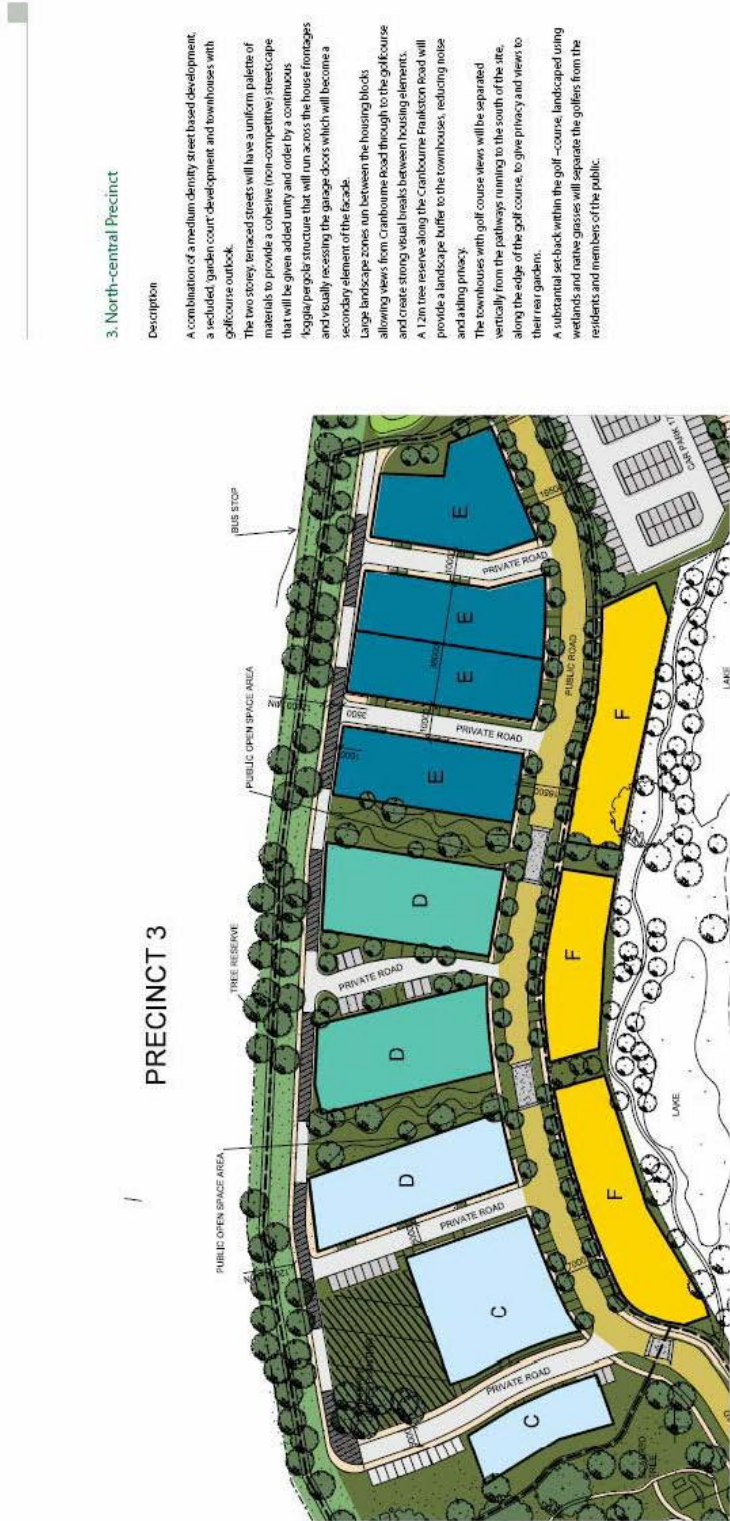 3. North-central Precinct
Description
A combination of a medium density street based development,
a secluded, 'garden court' development and townhouses with
golfcourse outlook.
The two storey, terraced streets will have a uniform palette of
materials to provide a cohesive (non-competitive) streetscape
that will be given added unity and order by a continuous
'loggia/pergola' structure that will run across the house frontages
and visually recessing the garage doors which will become a
secondary element of the facade.
Large landscape zones run between the housing blocks
allowing views from Cranbourne Road through to the golfcourse
and create strong visual breaks between housing elements.
A 12m tree reserve along the Cranbourne Frankston Road will
provide a landscape buffer to the townhouses, reducing noise
and aiding privacy.
The townhouses with golf course views will be separated
vertically from the pathways running to the south of the site,
along the edge of the golf course, to give privacy and views to
their rear gardens.
A substantial set-back within the golf –course, landscaped using
wetlands and native grasses will separate the golfers from the
residents and members of the public.
PRECINCT 3
PUBLIC OPEN SPACE AREA
TREE RESERVE
PUBLIC OPEN SPACE AREA
BUS STOP
C
C
D
D
D
E
E
E
E
F
F
F
PRIVATE ROAD
PRIVATE ROAD
PRIVATE ROAD
PRIVATE ROAD
PRIVATE ROAD
PUBLIC ROAD
CAR PARK
LAKE
LAKE
7000
16500
16500
3500
TREE